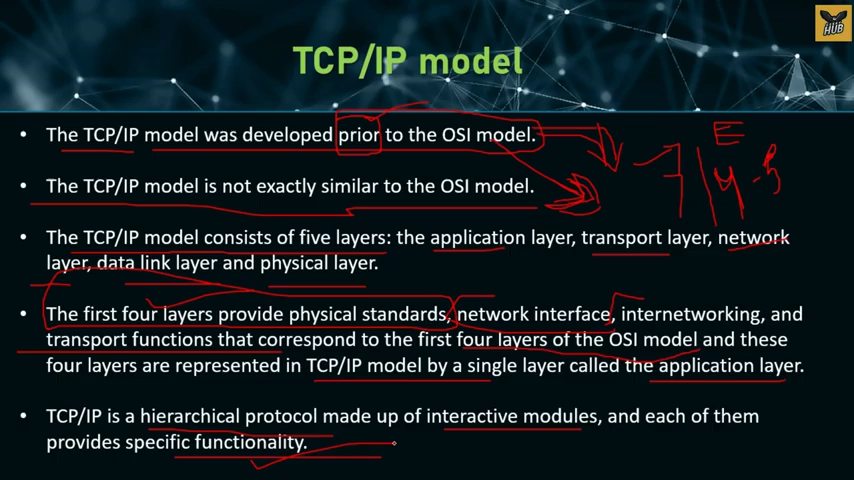 HUB
TCP/IP model
• The TCP/IP model was developed prior to the OSI model.
E
• The TCP/IP model is not exactly similar to the OSI model.
• The TCP/IP model consists of five layers: the application layer, transport layer, network
layer, data link layer and physical layer.
• The first four layers provide physical standards, network interface, internetworking, and
transport functions that correspond to the first four layers of the OSI model and these
four layers are represented in TCP/IP model by a single layer called the application layer.
• TCP/IP is a hierarchical protocol made up of interactive modules, and each of them
provides specific functionality.